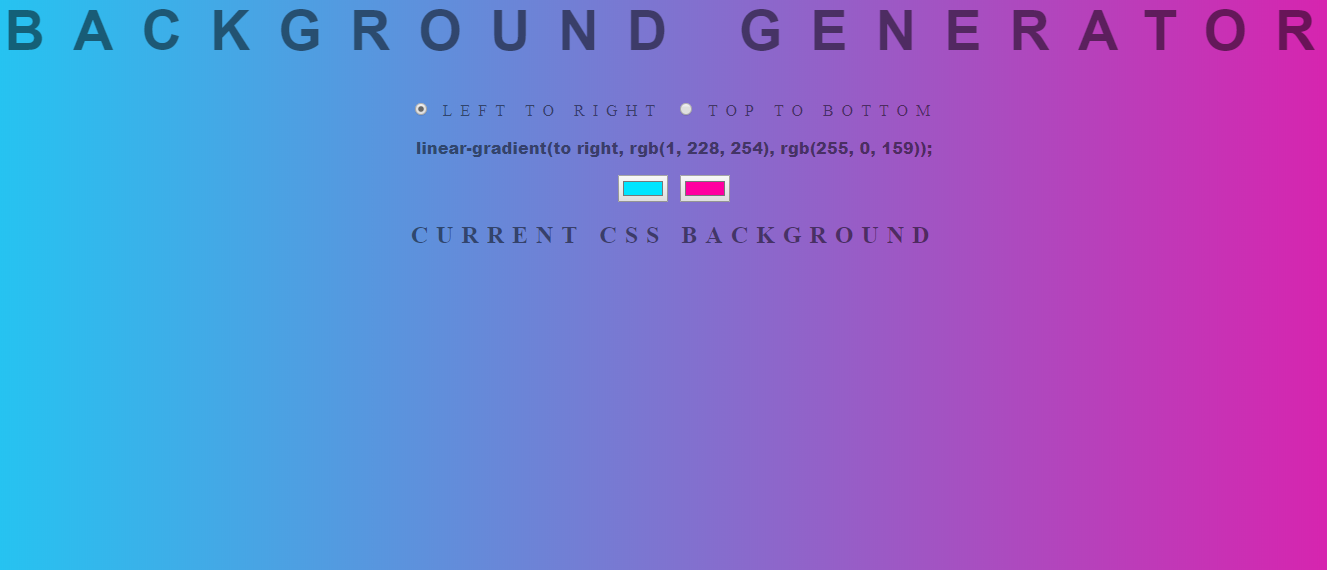 BACKGROUND GENERATOR
LEFT TO RIGHT TOP TO BOTTOM
linear-gradient(to right, rgb(1, 228, 254), rgb(255, 0, 159));
CURRENT CSS BACKGROUND